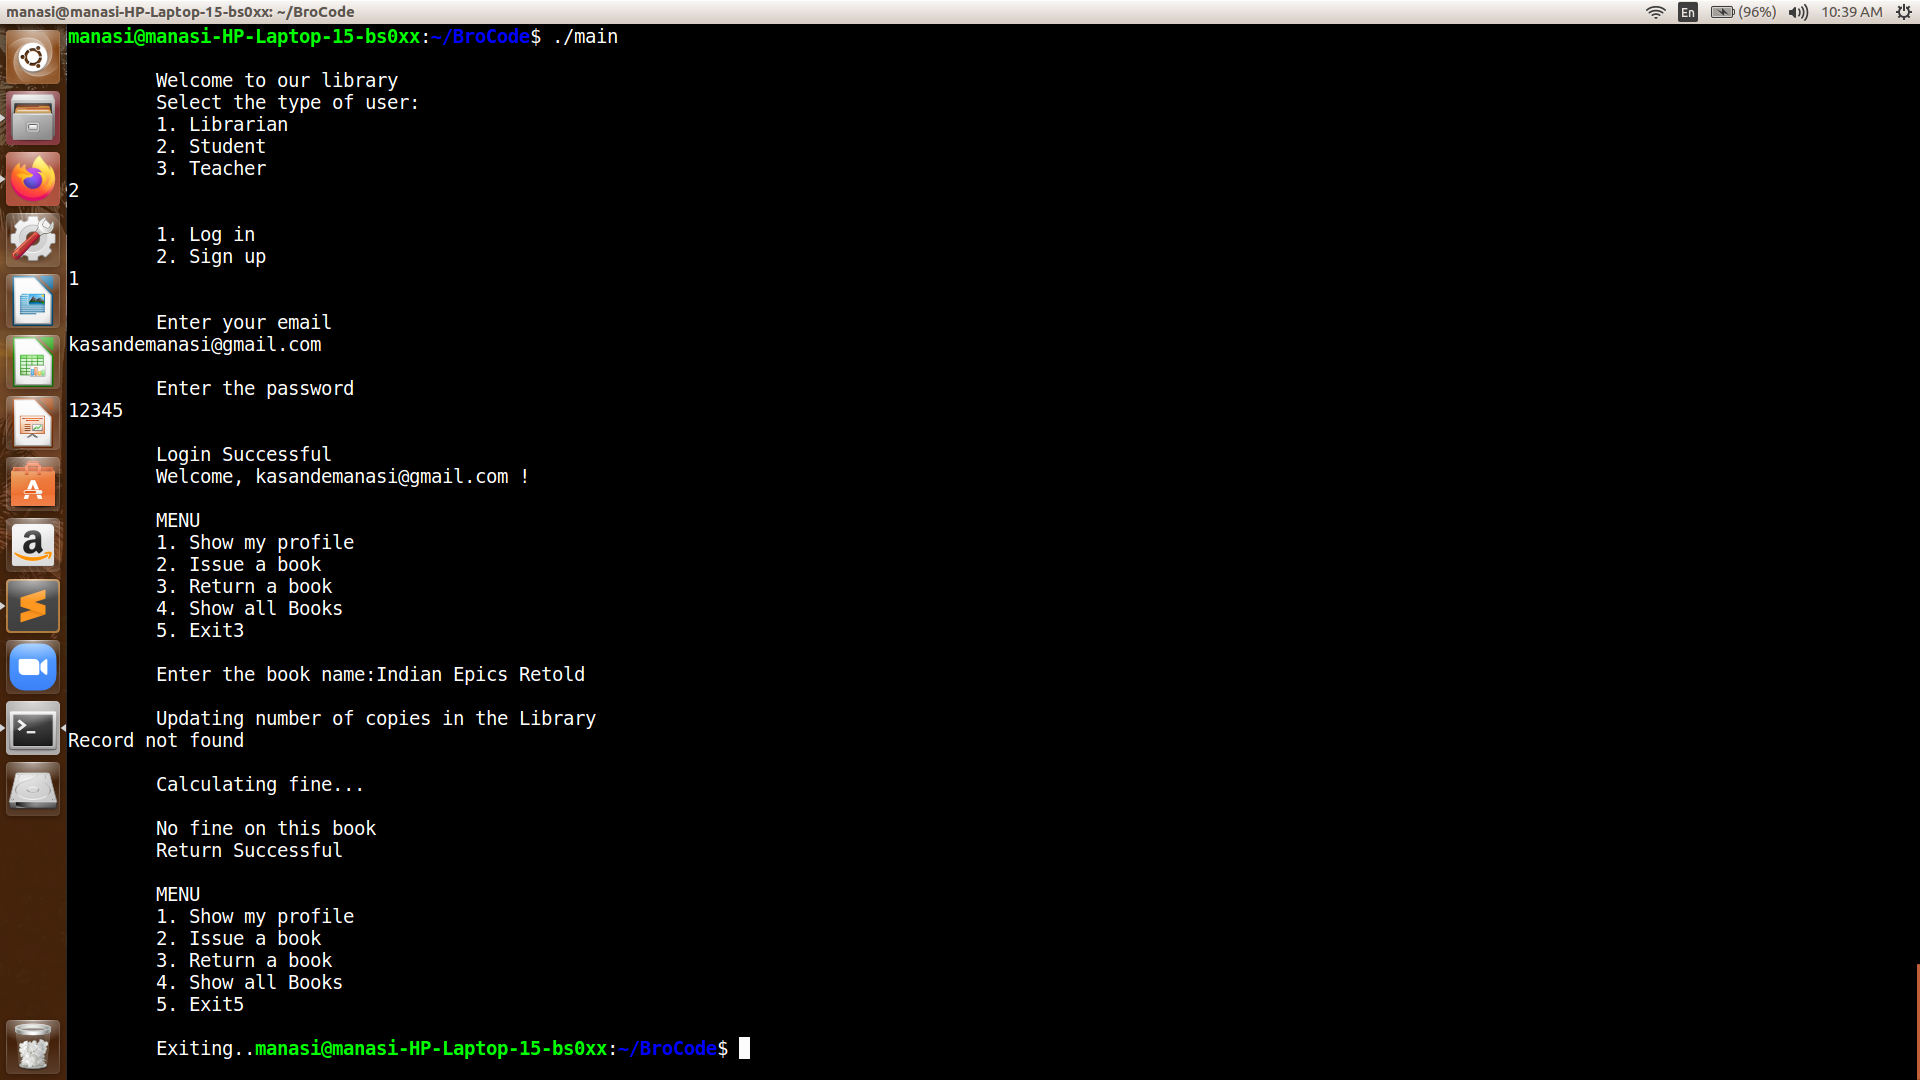 manasi@manasi-HP-Laptop-15-bs0xx: ~/BroCode
En
(96%)
10:39 AM
manasi@manasi-HP-Laptop-15-bs0xx:~/BroCode$ ./main
Welcome to our library
Select the type of user:
1. Librarian
2. Student
3. Teacher
2
1. Log in
2. Sign up
1
Enter your email
kasandemanasi@gmail.com
Enter the password
12345
Login Successful
Welcome, kasandemanasi@gmail.com !
MENU
1. Show my profile
2. Issue a book
3. Return a book
4. Show all Books
5. Exit3
Enter the book name:Indian Epics Retold
Updating number of copies in the Library
Record not found
Calculating fine...
No fine on this book
Return Successful
MENU
1. Show my profile
2. Issue a book
3. Return a book
4. Show all Books
5. Exit5
Exiting..manasi@manasi-HP-Laptop-15-bs0xx:~/BroCode$